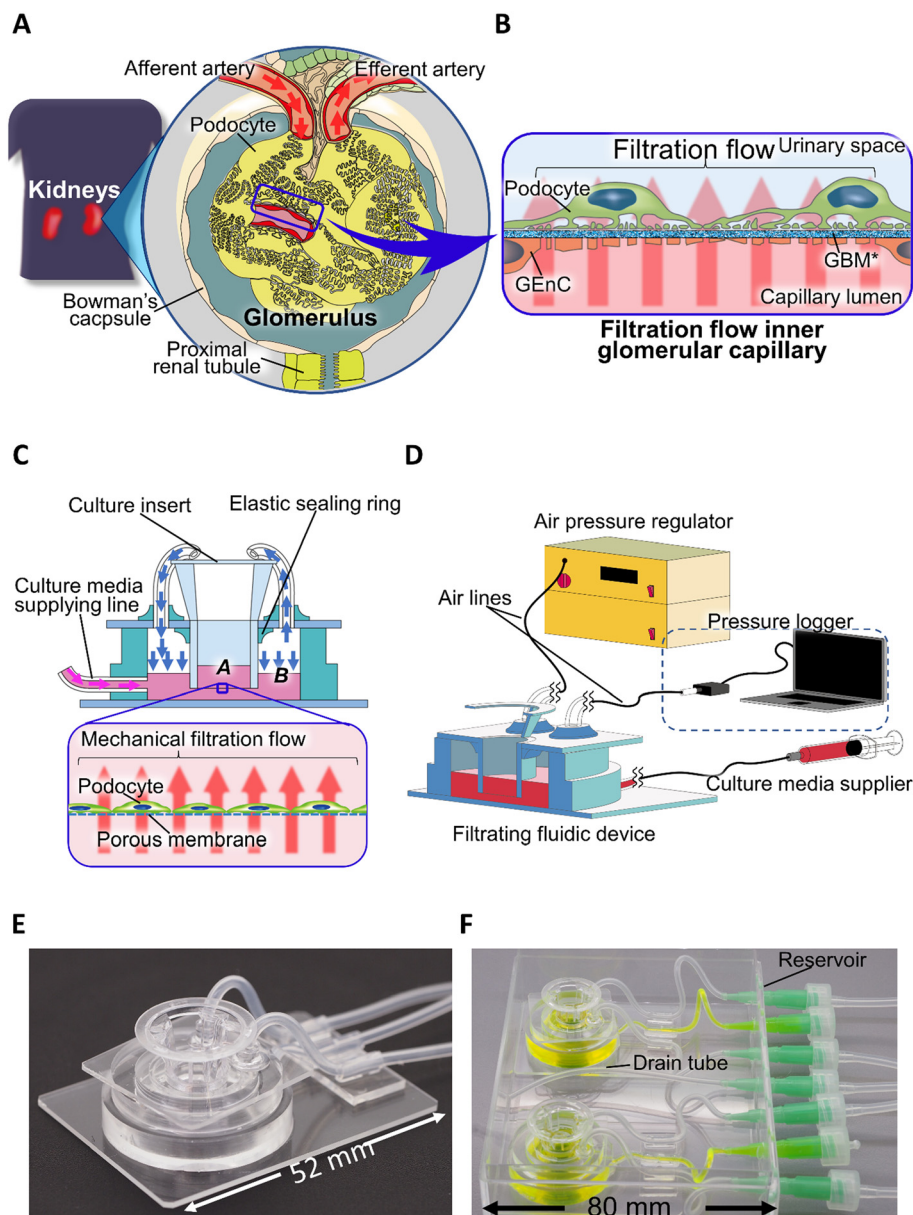 A
Afferent artery
Efferent artery
Podocyte
Kidneys
Bowman's
cacpsule
Glomerulus
Proximal
renal tubule
B
Filtration flow
Urinary space
Podocyte
GEnC
GBM*
Capillary lumen
Filtration flow inner
glomerular capillary
C
Culture insert
Elastic sealing ring
Culture media
supplying line
A
B
Mechanical filtration flow
Podocyte
Porous membrane
D
Air pressure regulator
Air lines
Pressure logger
Culture media supplier
Filtrating fluidic device
E
52 mm
F
Reservoir
Drain tube
80 mm